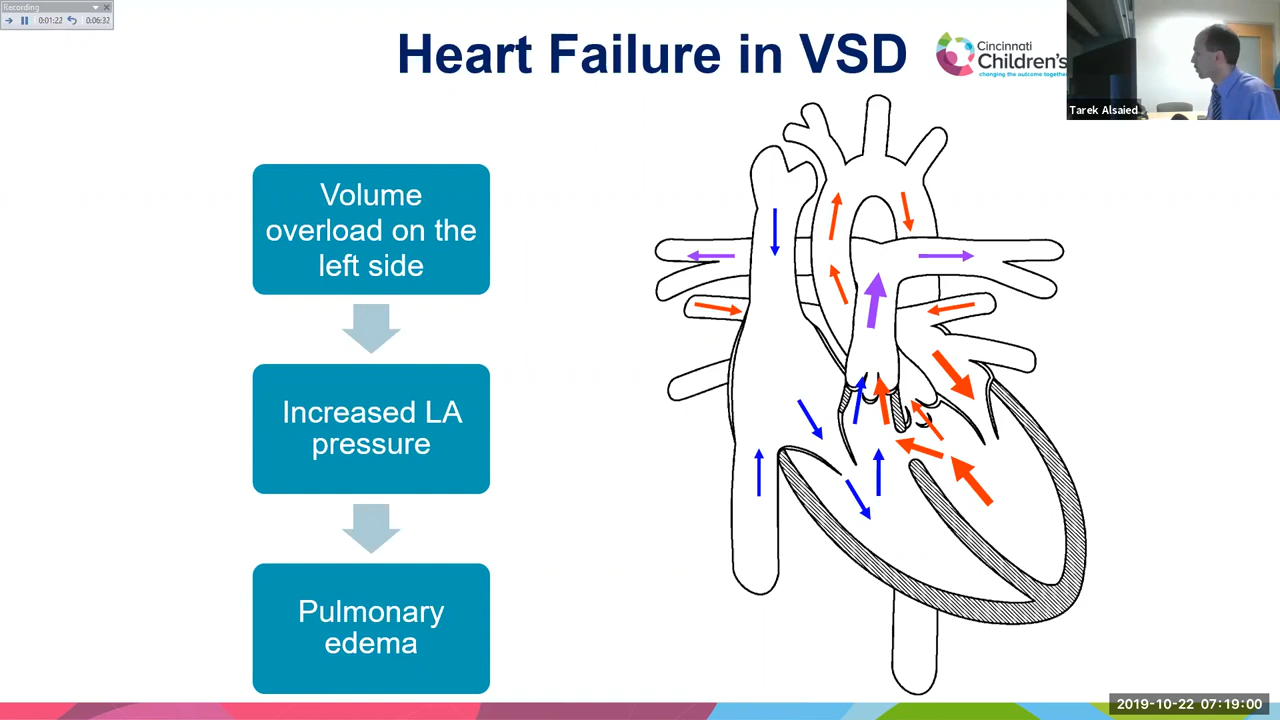 Recording
0:01:22
0:06:32
Heart Failure in VSD
Cincinnati
Children's
changing the outcome together
Tarek Alsaied
Volume
overload on the
left side
Increased LA
pressure
Pulmonary
edema
2019-10-22 07:19:00